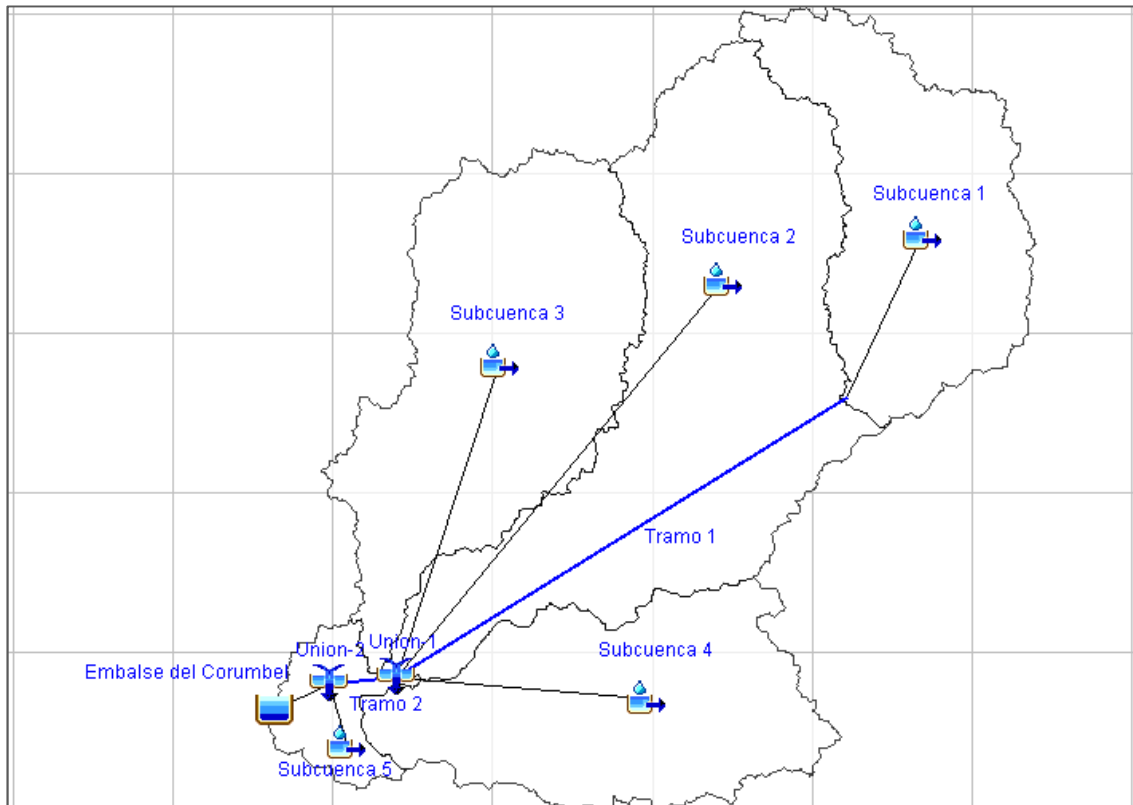 Subcuenca 1
Subcuenca 2
Subcuenca 3
Tramo 1
Union-1
Union-2
Subcuenca 4
Embalse del Corumbel
Tramo 2
Subcuenca 5